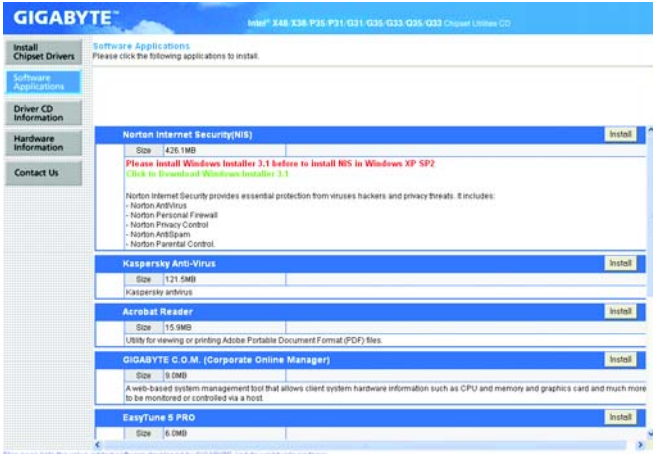 GIGABYTE™
Intel® X48/X38/P35/P31/G31/G35/G33/Q35/Q33 Chipset Utilities CD
Install
Chipset Drivers
Software
Applications
Driver CD
Information
Hardware
Information
Contact Us
Software Applications
Please click the following applications to install.
Norton Internet Security(NIS)
Install
Size 426.1MB
Please install Windows Installer 3.1 before to install NIS in Windows XP SP2
Click to Download Windows Installer 3.1
Norton Internet Security provides essential protection from viruses hackers and privacy threats. It includes:
- Norton AntiVirus
- Norton Personal Firewall
- Norton Privacy Control
- Norton AntiSpam
- Norton Parental Control.
Kaspersky Anti-Virus
Install
Size 121.5MB
Kaspersky antivirus
Acrobat Reader
Install
Size 15.9MB
Utility for viewing or printing Adobe Portable Document Format (PDF) files.
GIGABYTE C.O.M. (Corporate Online Manager)
Install
Size 9.0MB
A web-based system management tool that allows client system hardware information such as CPU and memory and graphics card and much more
to be monitored or controlled via a host.
EasyTune 5 PRO
Install
Size 6.0MB